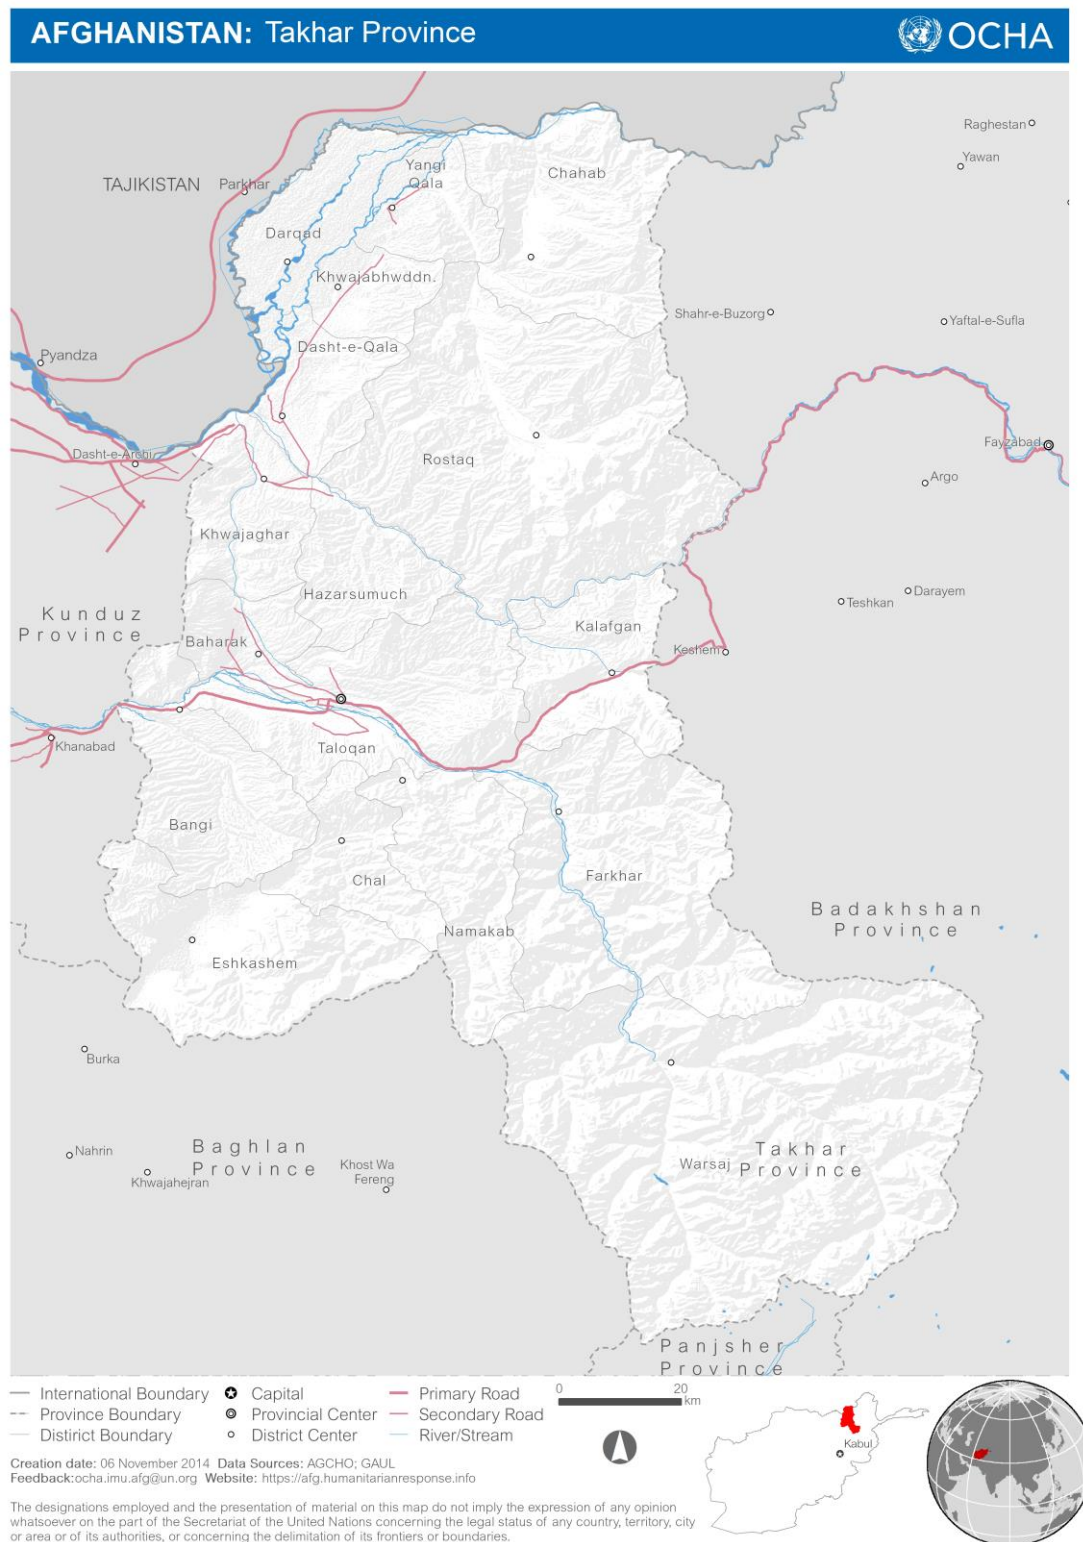 AFGHANISTAN: Takhar Province
OCHA
Raghestan
Yawan
Yangi
Qala
Chahab
TAJIKISTAN
Parkhar
Darqad
Khwajabhwddn.
Shahr-e-Buzorg
Yaftal-e-Sufla
Dasht-e-Qala
Pyandza
Fayzabad
Dasht-e-Archi
Rostaq
Argo
Khwajaghar
Hazarsumuch
Darayem
Teshkan
Kunduz
Province
Kalafgan
Baharak
Keshem
Khanabad
Taloqan
Bangi
Chal
Farkhar
Badakhshan
Province
Namakab
Eshkashem
Burka
Baghlan
Province
Nahrin
Khwajahejran
Khost Wa
Fereng
Takhar
Province
Warsaj
Panjsher
Province
International Boundary
Province Boundary
Distirict Boundary
Capital
Provincial Center
District Center
Primary Road
Secondary Road
River/Stream
0 20
km
Kabul
Creation date: 06 November 2014 Data Sources: AGCHO; GAUL
Feedback:ocha.imu.afg@un.org Website: https://afg.humanitarianresponse.info
The designations employed and the presentation of material on this map do not imply the expression of any opinion
whatsoever on the part of the Secretariat of the United Nations concerning the legal status of any country, territory, city
or area or of its authorities, or concerning the delimitation of its frontiers or boundaries.